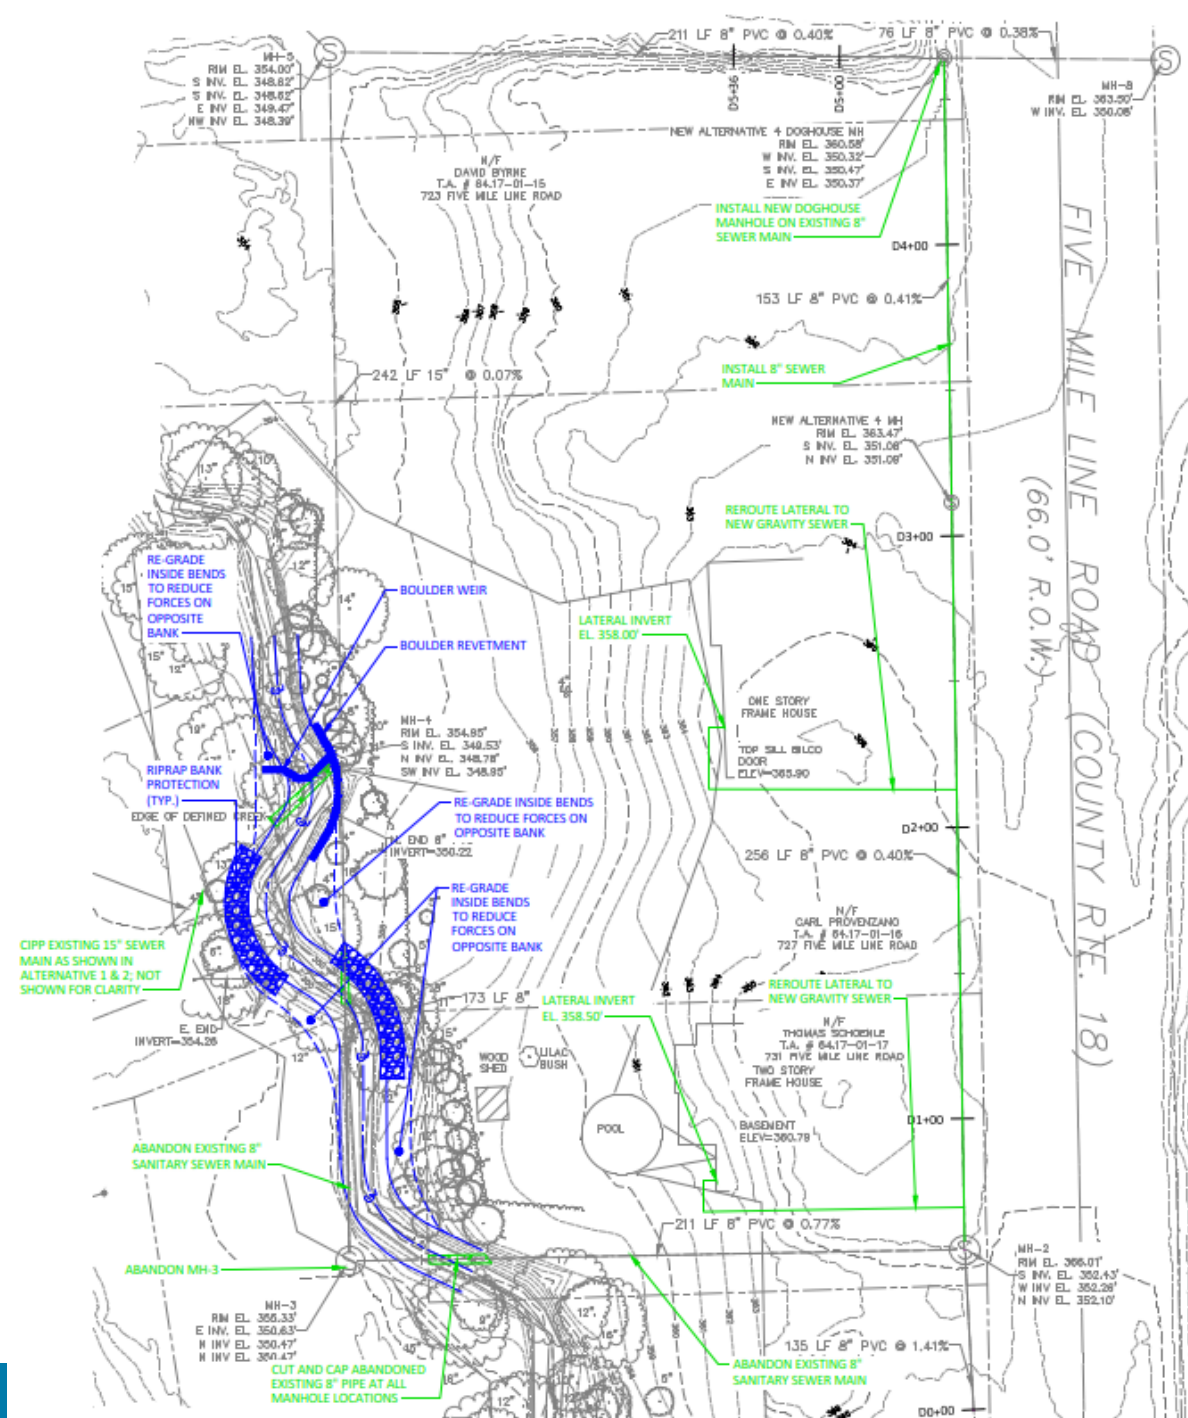 211 LF 8" PVC @ 0.40%
76 LF 8" PVC @ 0.38%
MH-5
RIM EL. 354.00'
S INV. EL. 348.62'
S INV. EL. 348.62'
E INV. EL. 349.47'
NW INV EL. 348.39'
D5+36
D5+00
MH-8
RIM EL. 363.50'
W INV. EL. 350.08'
NEW ALTERNATIVE 4 DOGHOUSE MH
RIM EL. 360.58'
W INV. EL. 350.32'
S INV. EL. 350.47'
E INV EL. 350.37'
N/F
DAVID BYRNE
T.A. # 64.17-01-15
723 FIVE MILE LINE ROAD
INSTALL NEW DOGHOUSE
MANHOLE ON EXISTING 8"
SEWER MAIN
D4+00
153 LF 8" PVC @ 0.41%
FIVE MILE LINE ROAD (COUNTY RTE. 18)
(66.0' R.O.W.)
INSTALL 8" SEWER
MAIN
242 LF 15" @ 0.07%
NEW ALTERNATIVE 4 MH
RIM EL. 363.47'
S INV. EL. 351.08'
N INV EL. 351.09'
REROUTE LATERAL TO
NEW GRAVITY SEWER
D3+00
RE-GRADE
INSIDE BENDS
TO REDUCE
FORCES ON
OPPOSITE
BANK
BOULDER WEIR
BOULDER REVETMENT
LATERAL INVERT
EL. 358.00'
ONE STORY
FRAME HOUSE
TOP SILL BILCO
DOOR
ELEV=365.90
MH-4
RIM EL. 354.95'
S INV. EL. 349.53'
N INV EL. 348.78'
SW INV EL. 348.95'
RIPRAP BANK
PROTECTION
(TYP.)
EDGE OF DEFINED CREEK
RE-GRADE INSIDE BENDS
TO REDUCE FORCES ON
OPPOSITE BANK
END 8"
INVERT=350.22
D2+00
256 LF 8" PVC @ 0.40%
RE-GRADE
INSIDE BENDS
TO REDUCE
FORCES ON
OPPOSITE BANK
N/F
CARL PROVENZANO
T.A. # 64.17-01-16
727 FIVE MILE LINE ROAD
CIPP EXISTING 15" SEWER
MAIN AS SHOWN IN
ALTERNATIVE 1 & 2; NOT
SHOWN FOR CLARITY
173 LF 8"
LATERAL INVERT
EL. 358.50'
REROUTE LATERAL TO
NEW GRAVITY SEWER
E. END
INVERT=354.26
N/F
THOMAS SCHOENLE
T.A. # 64.17-01-17
731 FIVE MILE LINE ROAD
TWO STORY
FRAME HOUSE
WOOD
SHED
LILAC
BUSH
POOL
BASEMENT
ELEV=360.79
D1+00
ABANDON EXISTING 8"
SANITARY SEWER MAIN
211 LF 8" PVC @ 0.77%
ABANDON MH-3
MH-2
RIM EL. 366.01'
S INV. EL. 352.43'
W INV EL. 352.26'
N INV EL. 352.10'
MH-3
RIM EL. 355.33'
E INV. EL. 350.63'
N INV EL. 350.47'
N INV EL. 350.47'
135 LF 8" PVC @ 1.41%
CUT AND CAP ABANDONED
EXISTING 8" PIPE AT ALL
MANHOLE LOCATIONS
ABANDON EXISTING 8"
SANITARY SEWER MAIN
D0+00